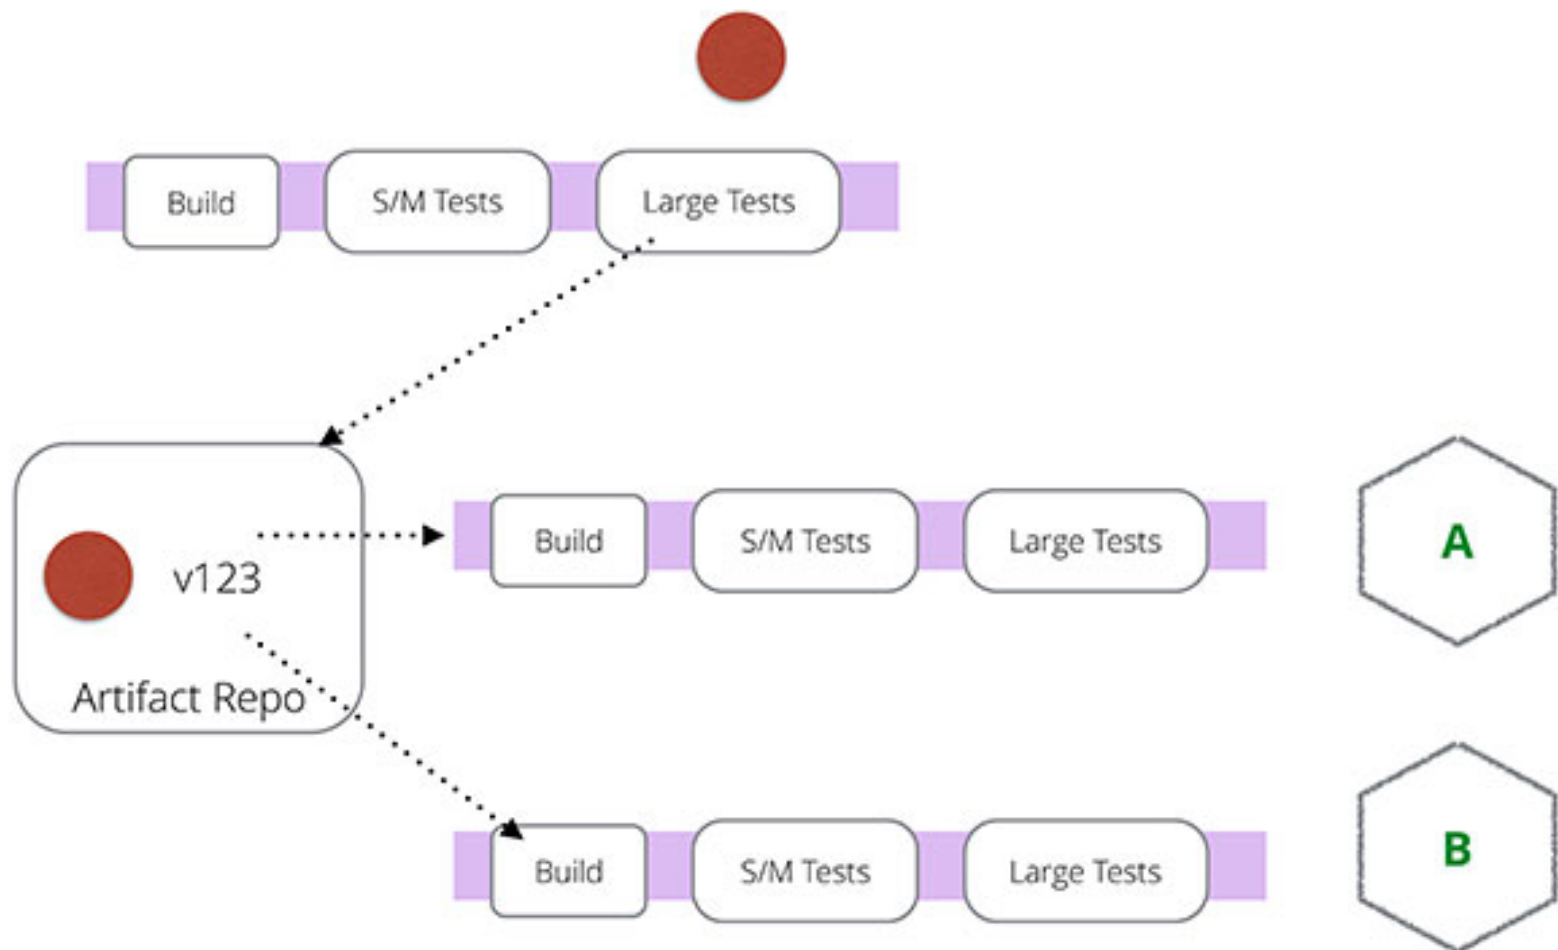 Build
S/M Tests
Large Tests
v123
Artifact Repo
Build
S/M Tests
Large Tests
A
Build
S/M Tests
Large Tests
B